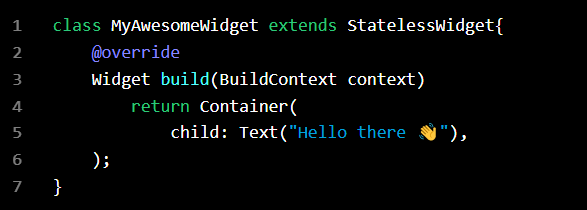 1 class MyAwesomeWidget extends StatelessWidget{
2     @override
3     Widget build(BuildContext context)
4         return Container(
5             child: Text("Hello there 👋"),
6     );
7 }